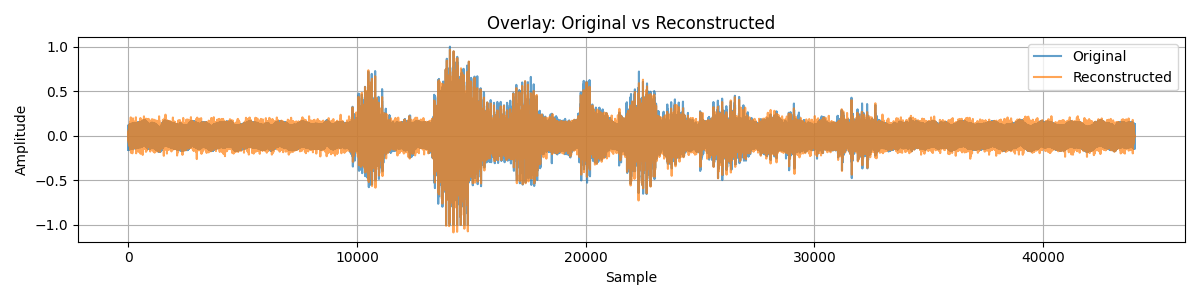 Overlay: Original vs Reconstructed
Original
Reconstructed
Amplitude
1.0
0.5
0.0
−0.5
−1.0
0 10000 20000 30000 40000
Sample